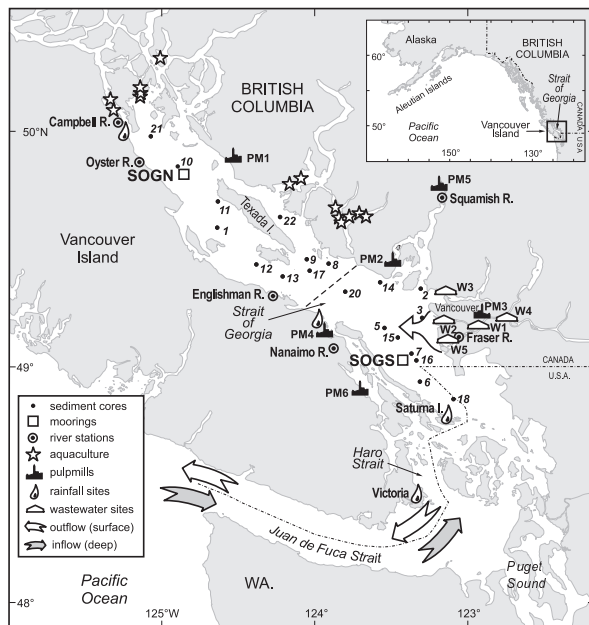 Alaska
BRITISH
COLUMBIA
60°
Aleutian Islands
Strait of
Georgia
CANADA
U.S.A.
50°
Vancouver
Island
Pacific
Ocean
150°
130°
BRITISH
COLUMBIA
50°N
Campbell R.
21
Oyster R.
10
SOGN
PM1
PM5
Squamish R.
11
Texada I.
22
1
Vancouver
Island
12
9
8
13
17
PM2
14
2
W3
Englishman R.
20
Strait
of
Georgia
3
Vancouver
PM3
W4
W2
W1
5
PM4
15
Fraser R.
W5
Nanaimo R.
7
SOGS
16
CANADA
U.S.A.
49°
PM6
6
18
Saturna I.
Haro
Strait
Victoria
Juan de Fuca Strait
Puget
Sound
Pacific
Ocean
WA.
48°
125°W
124°
123°
sediment cores
moorings
river stations
aquaculture
pulpmills
rainfall sites
wastewater sites
outflow (surface)
inflow (deep)